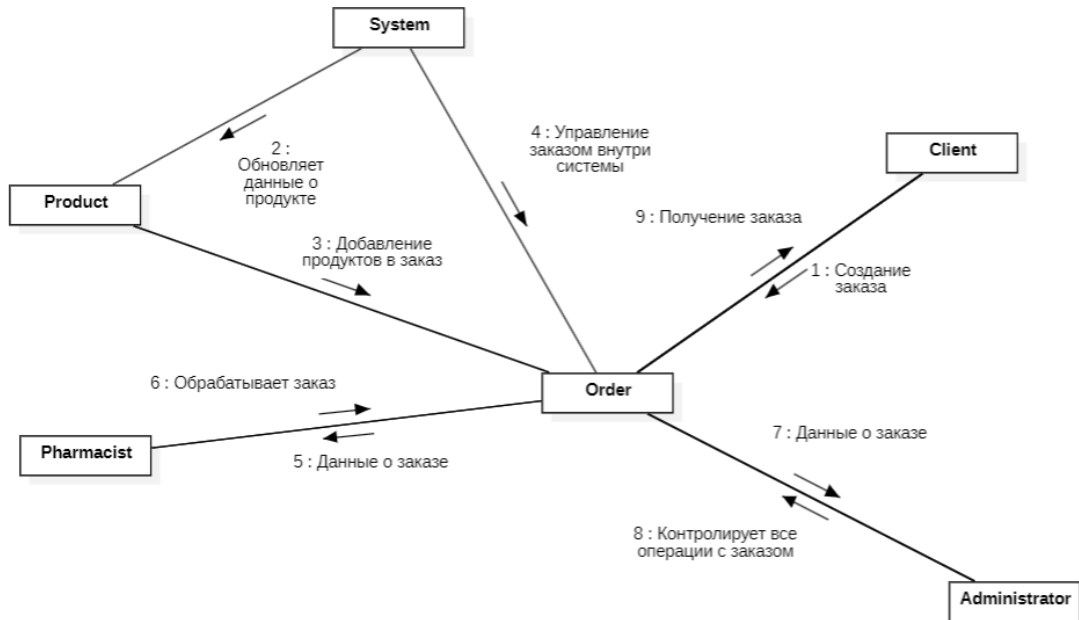 System
4 : Управление
заказом внутри
системы
Client
2 :
Обновляет
данные о
продукте
Product
9 : Получение заказа
3 : Добавление
продуктов в заказ
1 : Создание
заказа
6 : Обрабатывает заказ
Order
Pharmacist
5 : Данные о заказе
7 : Данные о заказе
8 : Контролирует все
операции с заказом
Administrator